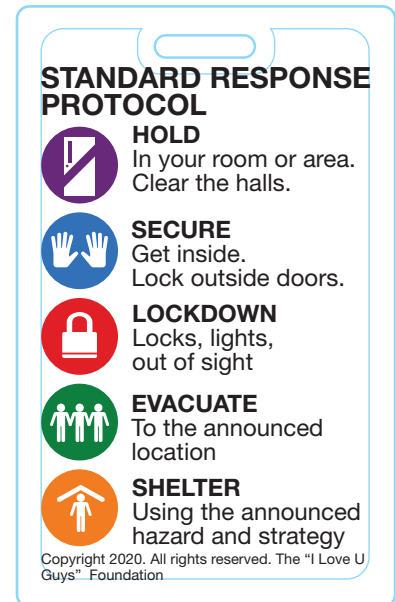 STANDARD RESPONSE
PROTOCOL
HOLD
In your room or area.
Clear the halls.
SECURE
Get inside.
Lock outside doors.
LOCKDOWN
Locks, lights,
out of sight
EVACUATE
To the announced
location
SHELTER
Using the announced
hazard and strategy
Copyright 2020. All rights reserved. The “I Love U
Guys” Foundation